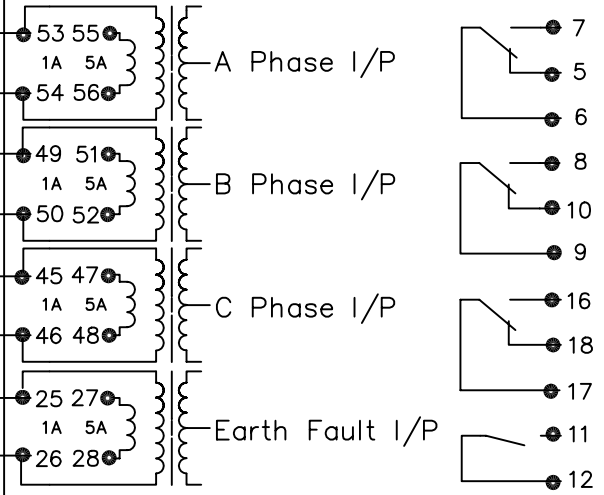 53 55
1A 5A
54 56
A Phase I/P
49 51
1A 5A
50 52
B Phase I/P
45 47
1A 5A
46 48
C Phase I/P
25 27
1A 5A
26 28
Earth Fault I/P
7
5
6
8
10
9
16
18
17
11
12